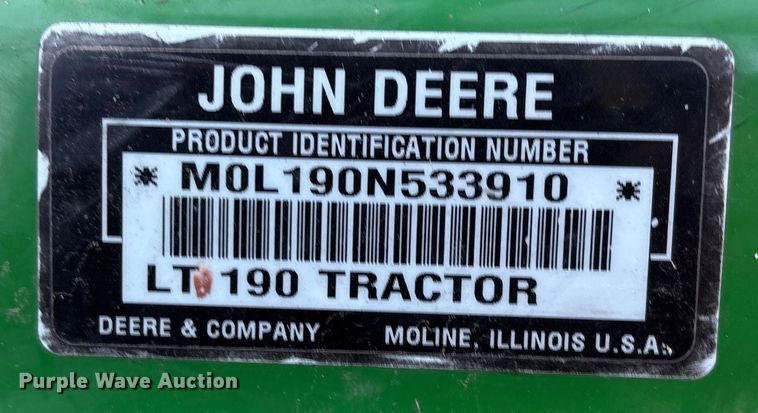 JOHN DEERE
PRODUCT IDENTIFICATION NUMBER
* M0L190N533910 *
LT 190 TRACTOR
DEERE & COMPANY MOLINE, ILLINOIS U.S.A.
Purple Wave Auction